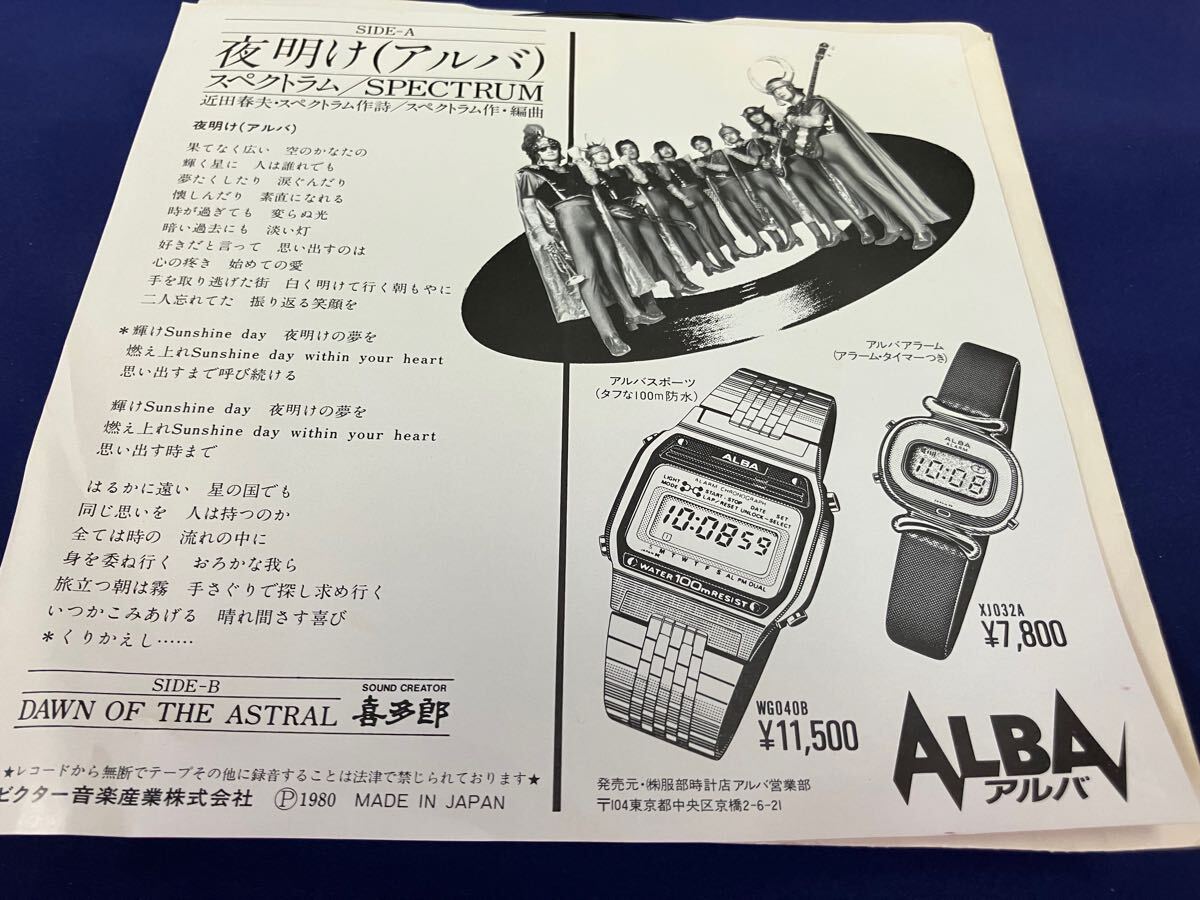 SIDE-A
夜明け(アルバ)
スペクトラム/SPECTRUM
近田春夫・スペクトラム作詩/スペクトラム作・編曲
夜明け(アルバ)
果てなく広い 空のかなたの
輝く星に 人は誰れでも
夢たくしたり 涙ぐんだり
懐しんだり 素直になれる
時が過ぎても 変らぬ光
暗い過去にも 淡い灯
好きだと言って 思い出すのは
心の疼き 始めての愛
手を取り逃げた街 白く明けて行く朝もやに
二人忘れてた 振り返る笑顔を
*輝けSunshine day 夜明けの夢を
燃え上れSunshine day within your heart
思い出すまで呼び続ける
輝けSunshine day 夜明けの夢を
燃え上れSunshine day within your heart
思い出す時まで
はるかに遠い 星の国でも
同じ思いを 人は持つのか
全ては時の 流れの中に
身を委ね行く おろかな我ら
旅立つ朝は霧 手さぐりで探し求め行く
いつかこみあげる 晴れ間さす喜び
*くりかえし……
SIDE-B
DAWN OF THE ASTRAL
SOUND CREATOR
喜多郎
★レコードから無断でテープその他に録音することは法律で禁じられております★
ビクター音楽産業株式会社 Ⓟ1980 MADE IN JAPAN
アルバスポーツ
(タフな100m防水)
ALBA
ALARM CHRONOGRAPH
LIGHT
MODE
START・STOP
LAP/RESET
DATE SET
UNLOCK-SELECT
10:08 59
S M T W T F S AL PM DUAL
WATER 100m RESIST
WG040B
¥11,500
アルバアラーム
(アラーム・タイマーつき)
ALBA
ALARM
10:08
XJ032A
¥7,800
ALBA
アルバ
発売元・㈱服部時計店アルバ営業部
〒104東京都中央区京橋2-6-21